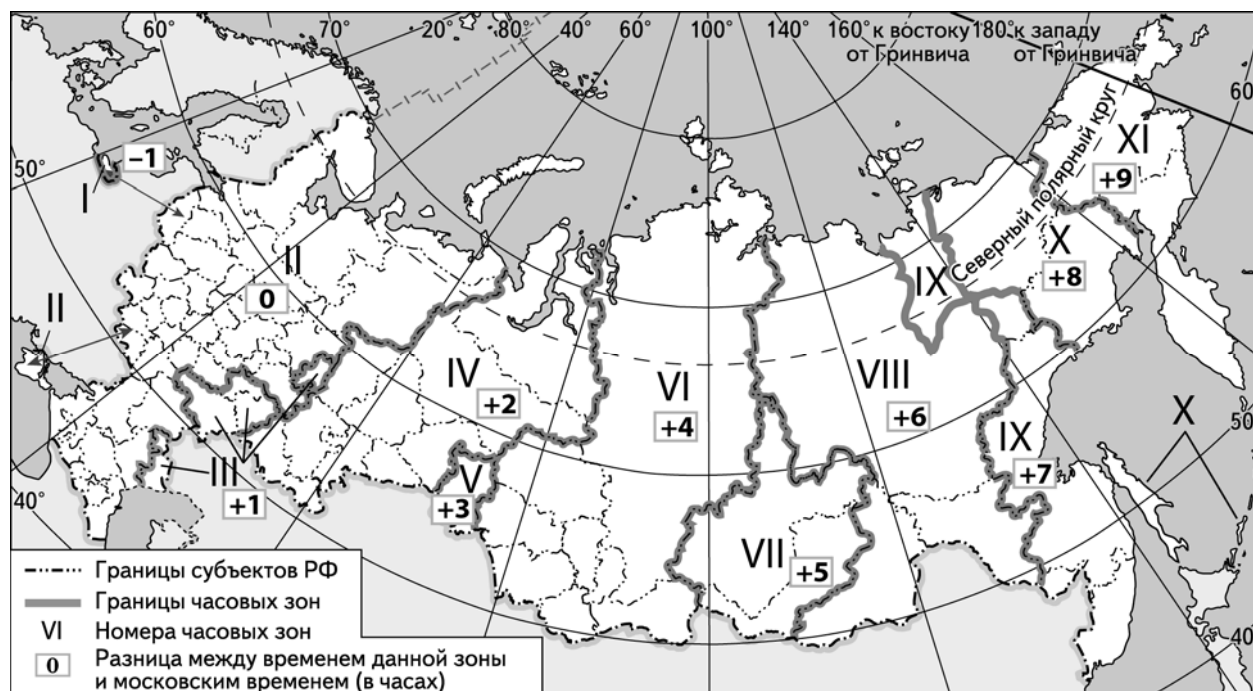 60°
70°
20°
80°
40°
60°
100°
140°
160° к востоку
от Гринвича
180° к западу
от Гринвича
60°
50°
40°
50°
40°
I
–1
II
II
0
III
+1
IV
+2
V
+3
VI
+4
VII
+5
VIII
+6
IX
IX
+7
X
+8
X
XI
+9
Северный полярный круг
Границы субъектов РФ
Границы часовых зон
VI Номера часовых зон
0 Разница между временем данной зоны
и московским временем (в часах)